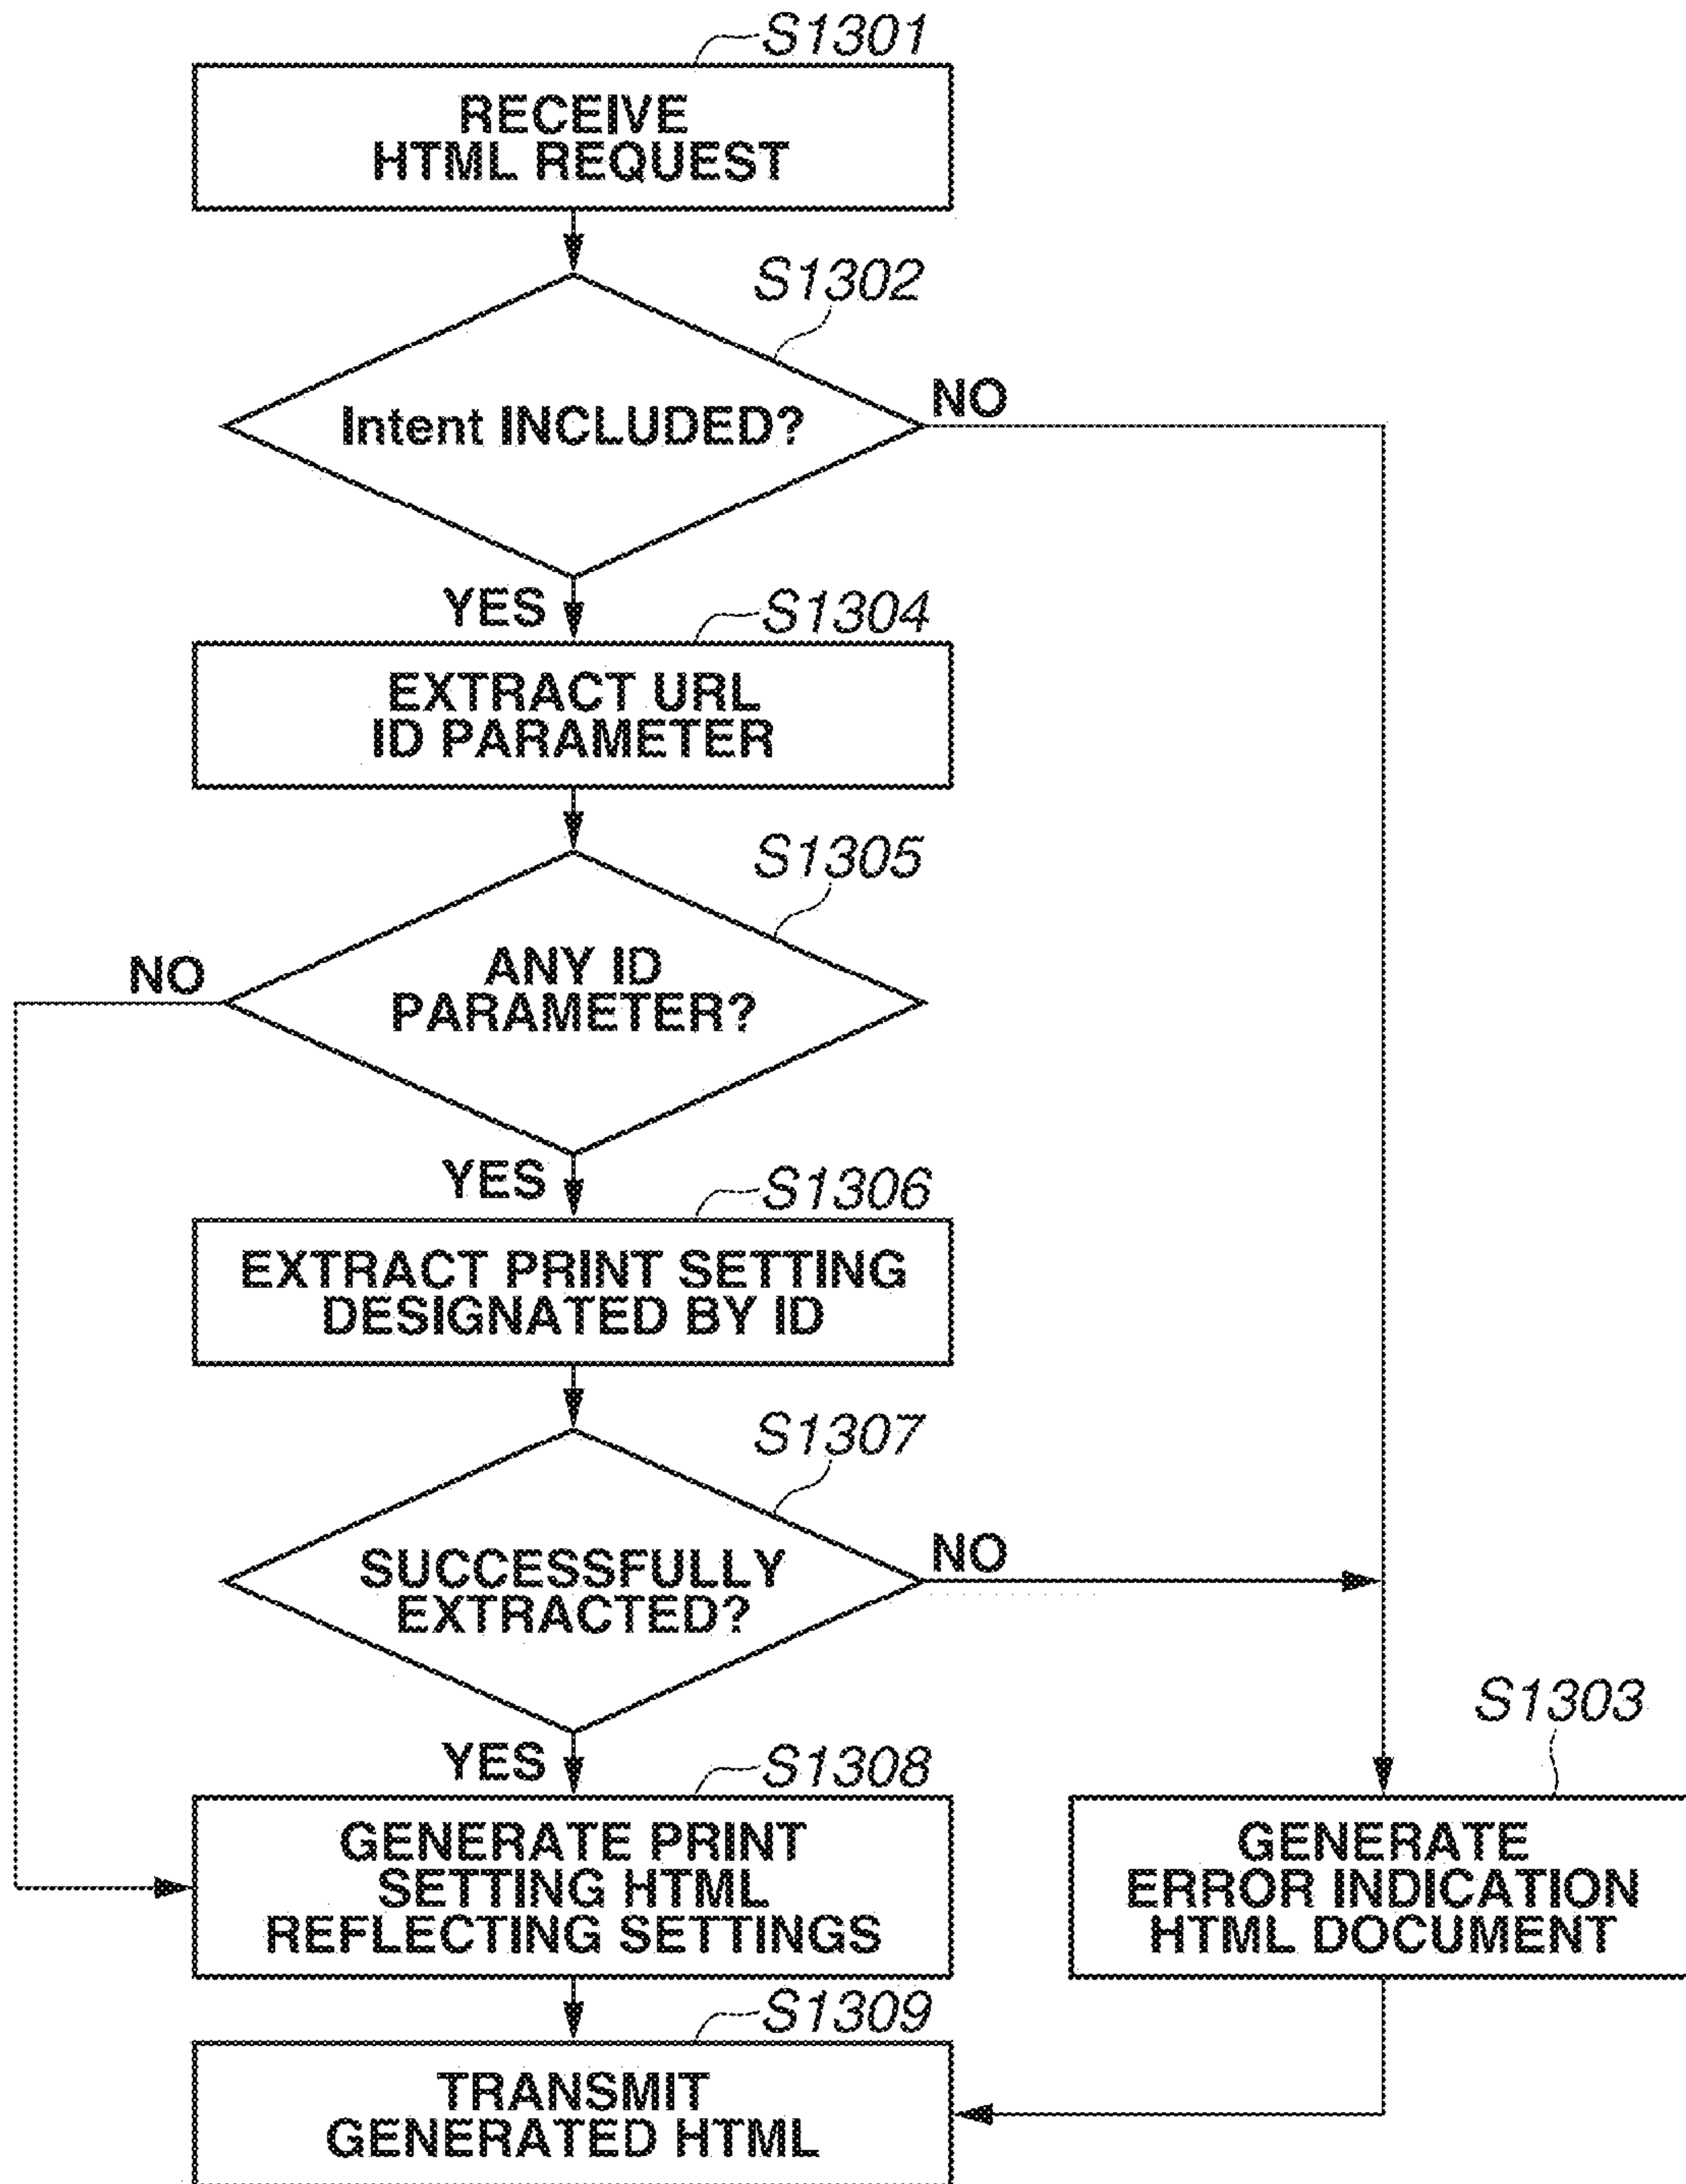 S1301
RECEIVE
HTML REQUEST
S1302
Intent INCLUDED?
NO
YES
S1304
EXTRACT URL
ID PARAMETER
S1305
NO
ANY ID
PARAMETER?
YES
S1306
EXTRACT PRINT SETTING
DESIGNATED BY ID
S1307
SUCCESSFULLY
EXTRACTED?
NO
YES
S1308
GENERATE PRINT
SETTING HTML
REFLECTING SETTINGS
S1303
GENERATE
ERROR INDICATION
HTML DOCUMENT
S1309
TRANSMIT
GENERATED HTML